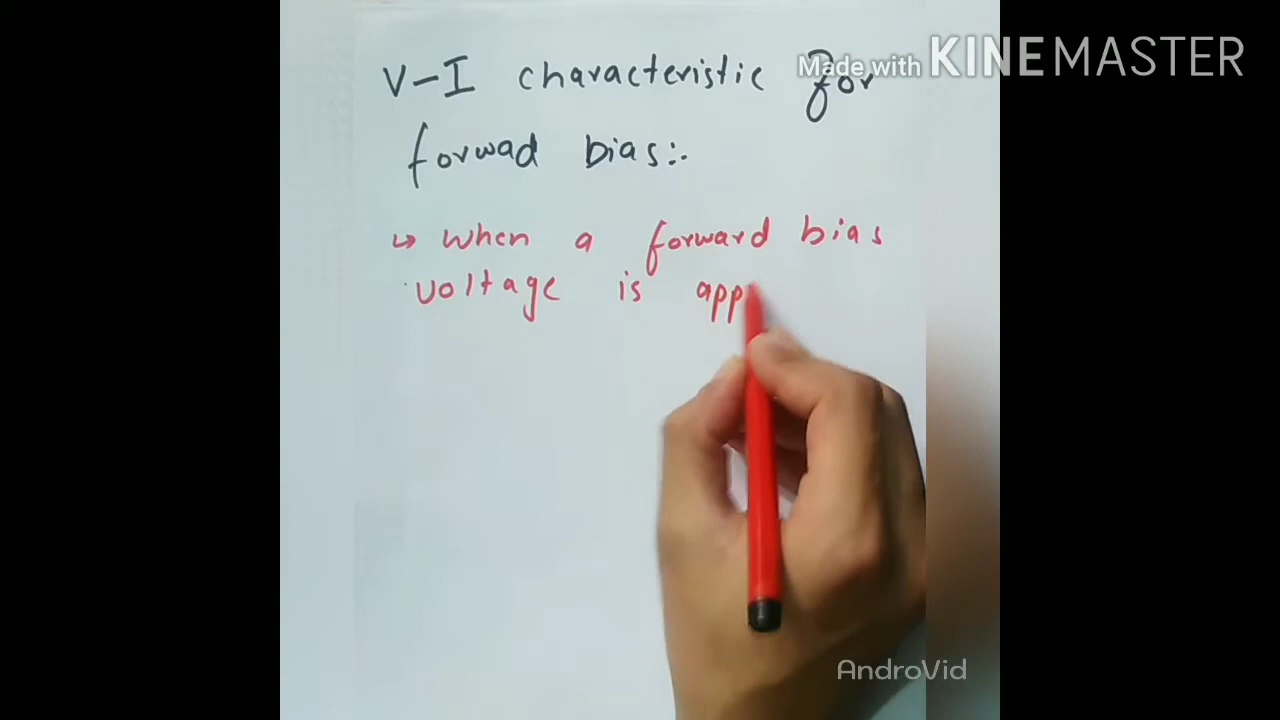 Made with KINEMASTER
V-I characteristic for
forwad bias:-
↳ When a forward bias
voltage is app
AndroVid